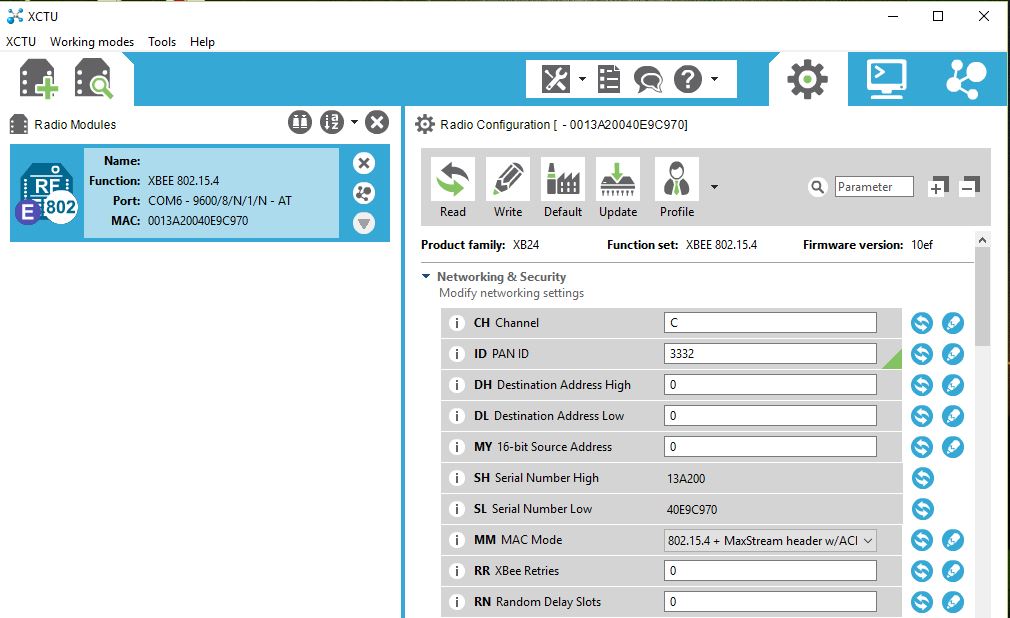 XCTU
XCTU Working modes Tools Help
Radio Modules
Name:
Function: XBEE 802.15.4
Port: COM6 - 9600/8/N/1/N - AT
MAC: 0013A20040E9C970
RF
E 802
Radio Configuration [ - 0013A20040E9C970]
Read Write Default Update Profile
Parameter
Product family: XB24 Function set: XBEE 802.15.4 Firmware version: 10ef
Networking & Security
Modify networking settings
i CH Channel C
i ID PAN ID 3332
i DH Destination Address High 0
i DL Destination Address Low 0
i MY 16-bit Source Address 0
i SH Serial Number High 13A200
i SL Serial Number Low 40E9C970
i MM MAC Mode 802.15.4 + MaxStream header w/ACI
i RR XBee Retries 0
i RN Random Delay Slots 0